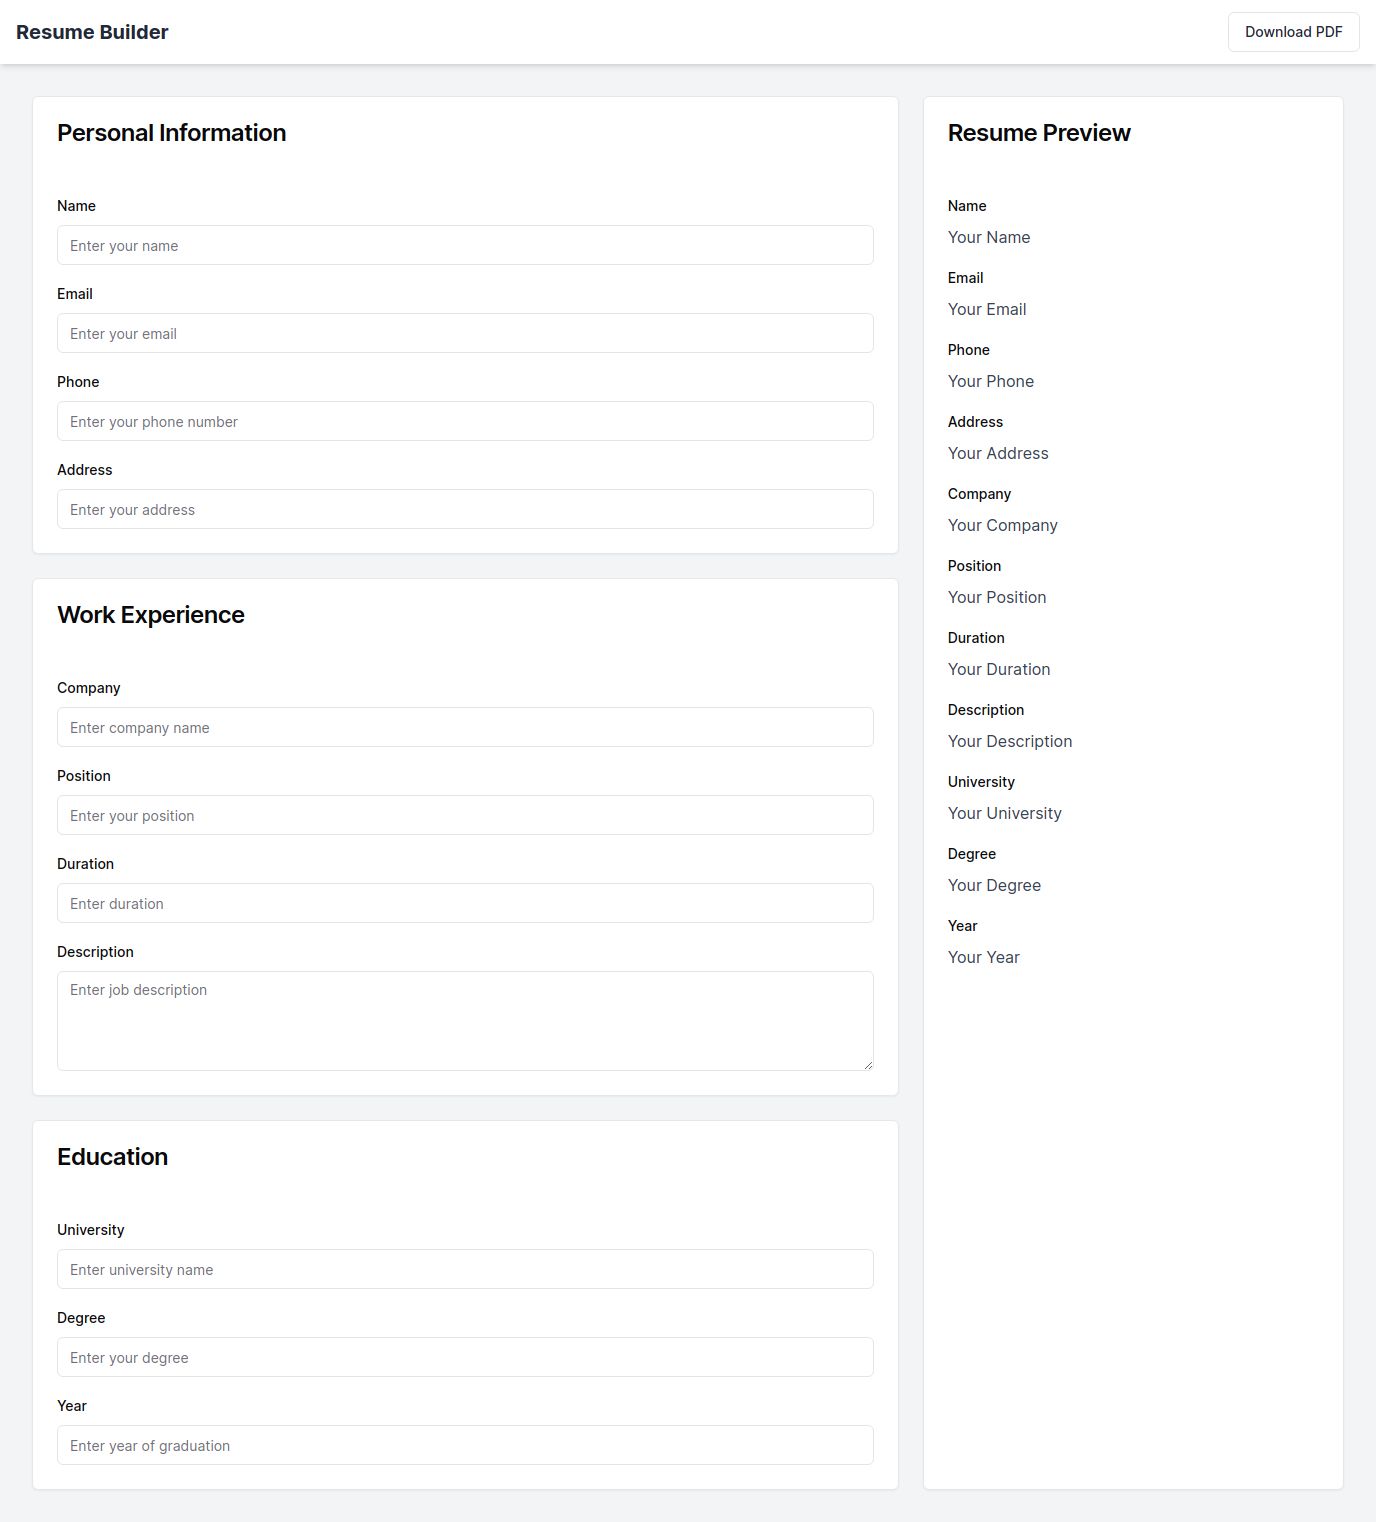 Resume Builder
Download PDF
Personal Information
Name
Enter your name
Email
Enter your email
Phone
Enter your phone number
Address
Enter your address
Work Experience
Company
Enter company name
Position
Enter your position
Duration
Enter duration
Description
Enter job description
Education
University
Enter university name
Degree
Enter your degree
Year
Enter year of graduation
Resume Preview
Name
Your Name
Email
Your Email
Phone
Your Phone
Address
Your Address
Company
Your Company
Position
Your Position
Duration
Your Duration
Description
Your Description
University
Your University
Degree
Your Degree
Year
Your Year